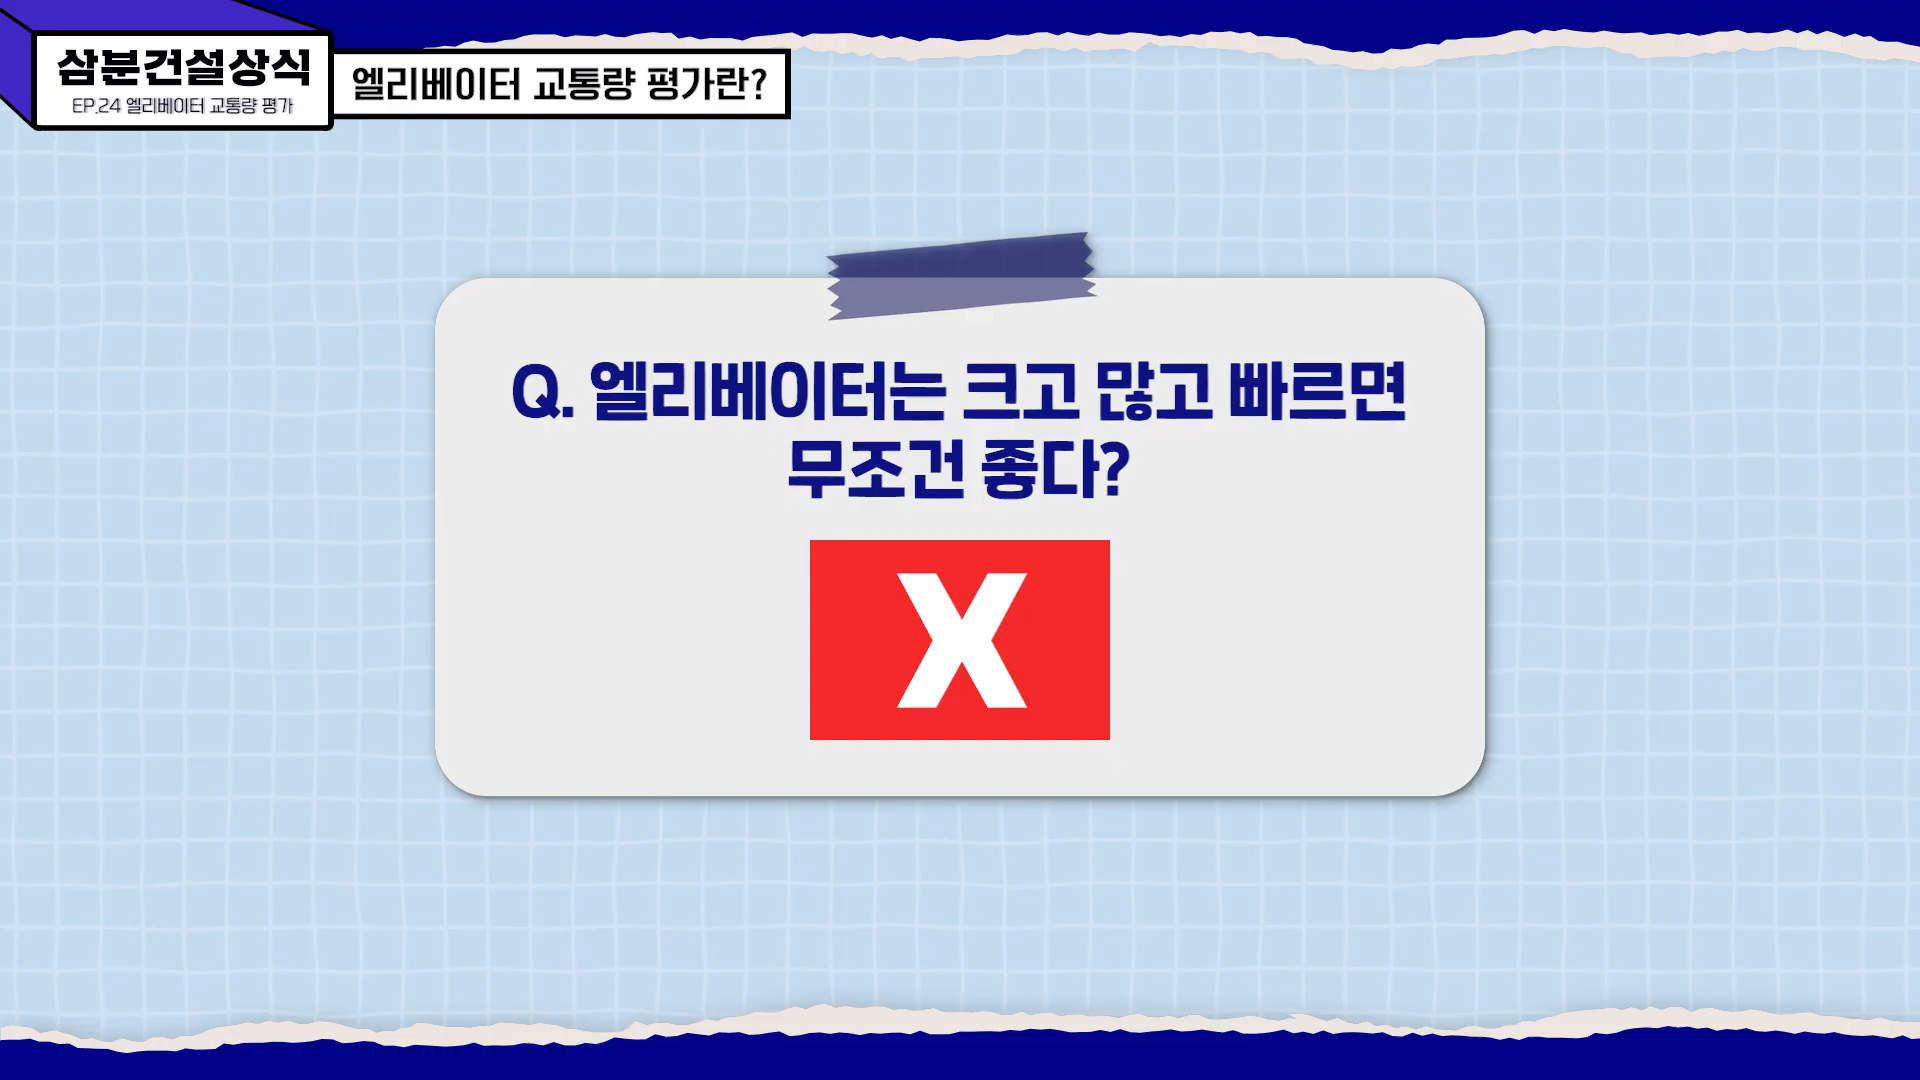 삼분건설상식
EP.24 엘리베이터 교통량 평가
엘리베이터 교통량 평가란?
Q. 엘리베이터는 크고 많고 빠르면
무조건 좋다?
X